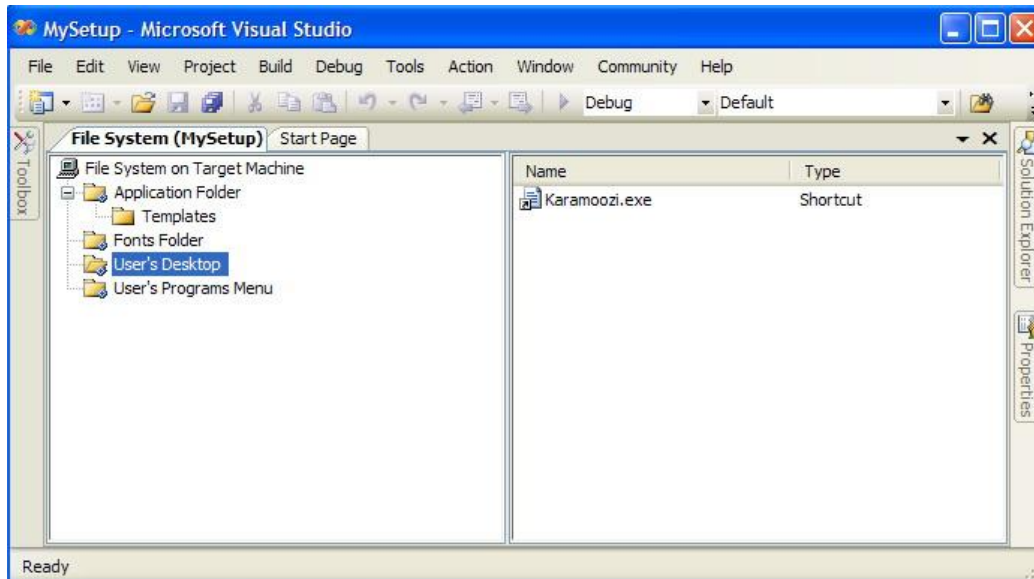 MySetup - Microsoft Visual Studio
File Edit View Project Build Debug Tools Action Window Community Help
Debug Default
File System (MySetup) Start Page
Toolbox
File System on Target Machine
Application Folder
Templates
Fonts Folder
User's Desktop
User's Programs Menu
Name Type
Karamoozi.exe Shortcut
Solution Explorer
Properties
Ready